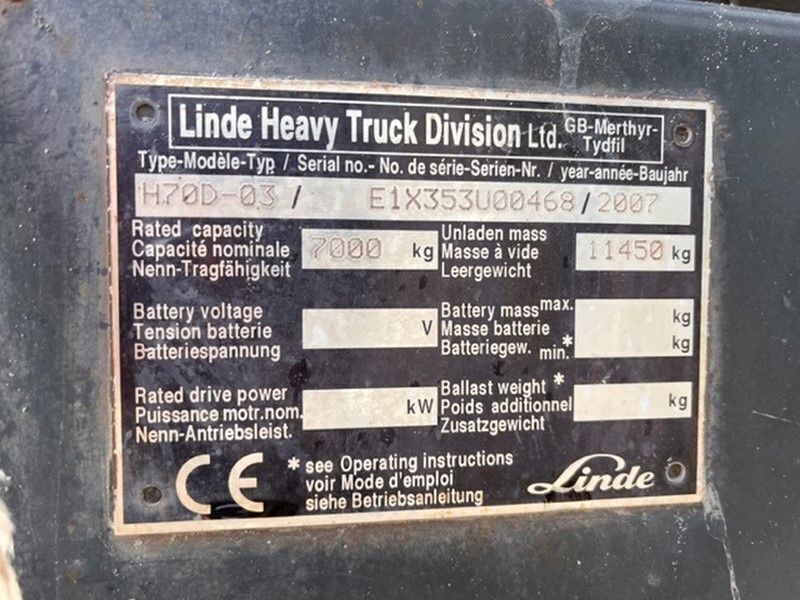 Linde Heavy Truck Division Ltd. GB-Merthyr-Tydfil
Type-Modèle-Typ / Serial no.- No. de série-Serien-Nr. / year-année-Baujahr
H70D-03 / E1X353U00468 / 2007
Rated capacity
Capacité nominale 7000 kg
Nenn-Tragfähigkeit
Unladen mass
Masse à vide 11450 kg
Leergewicht
Battery voltage
Tension batterie V
Batteriespannung
Battery mass max. kg
Masse batterie
Batteriegew. min.* kg
Rated drive power
Puissance motr.nom. kW
Nenn-Antriebsleist.
Ballast weight *
Poids additionnel kg
Zusatzgewicht
CE
* see Operating instructions
voir Mode d'emploi
siehe Betriebsanleitung
Linde